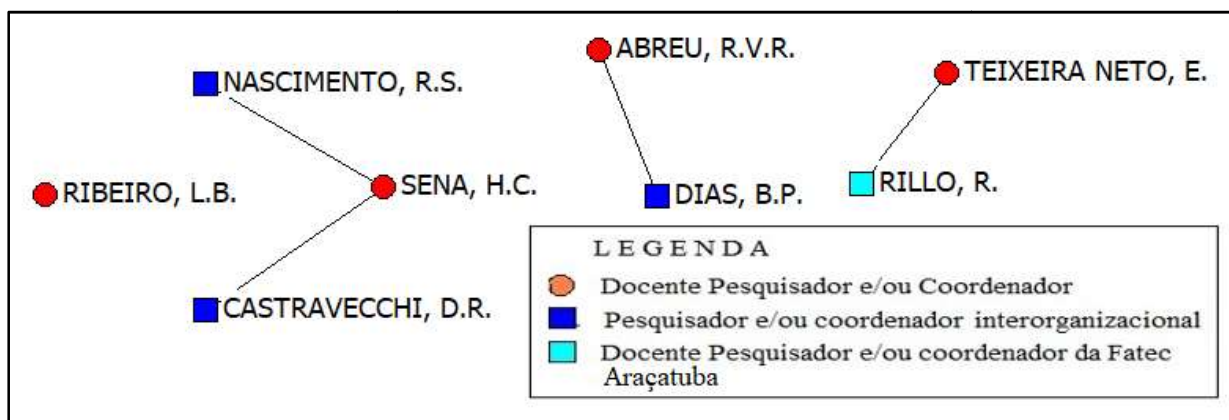 ABREU, R.V.R.
NASCIMENTO, R.S.
TEIXEIRA NETO, E.
RIBEIRO, L.B.
SENA, H.C.
DIAS, B.P.
RILLO, R.
CASTRAVECCHI, D.R.
LEGENDA
Docente Pesquisador e/ou Coordenador
Pesquisador e/ou coordenador interorganizacional
Docente Pesquisador e/ou coordenador da Fatec
Araçatuba